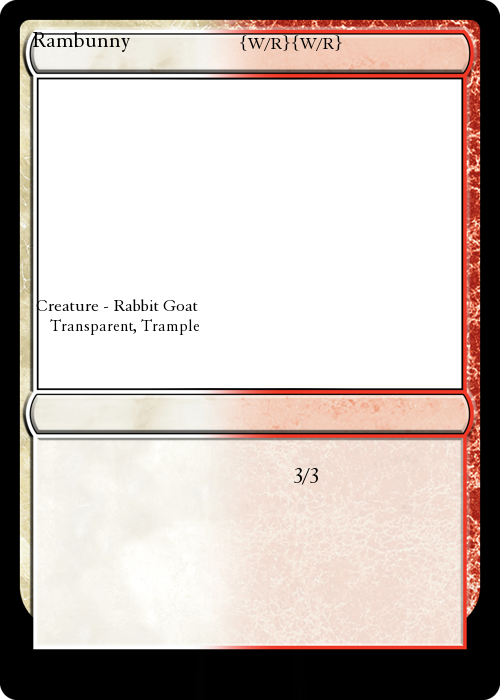 Rambunny {W/R}{W/R}
Creature - Rabbit Goat
Transparent, Trample
3/3